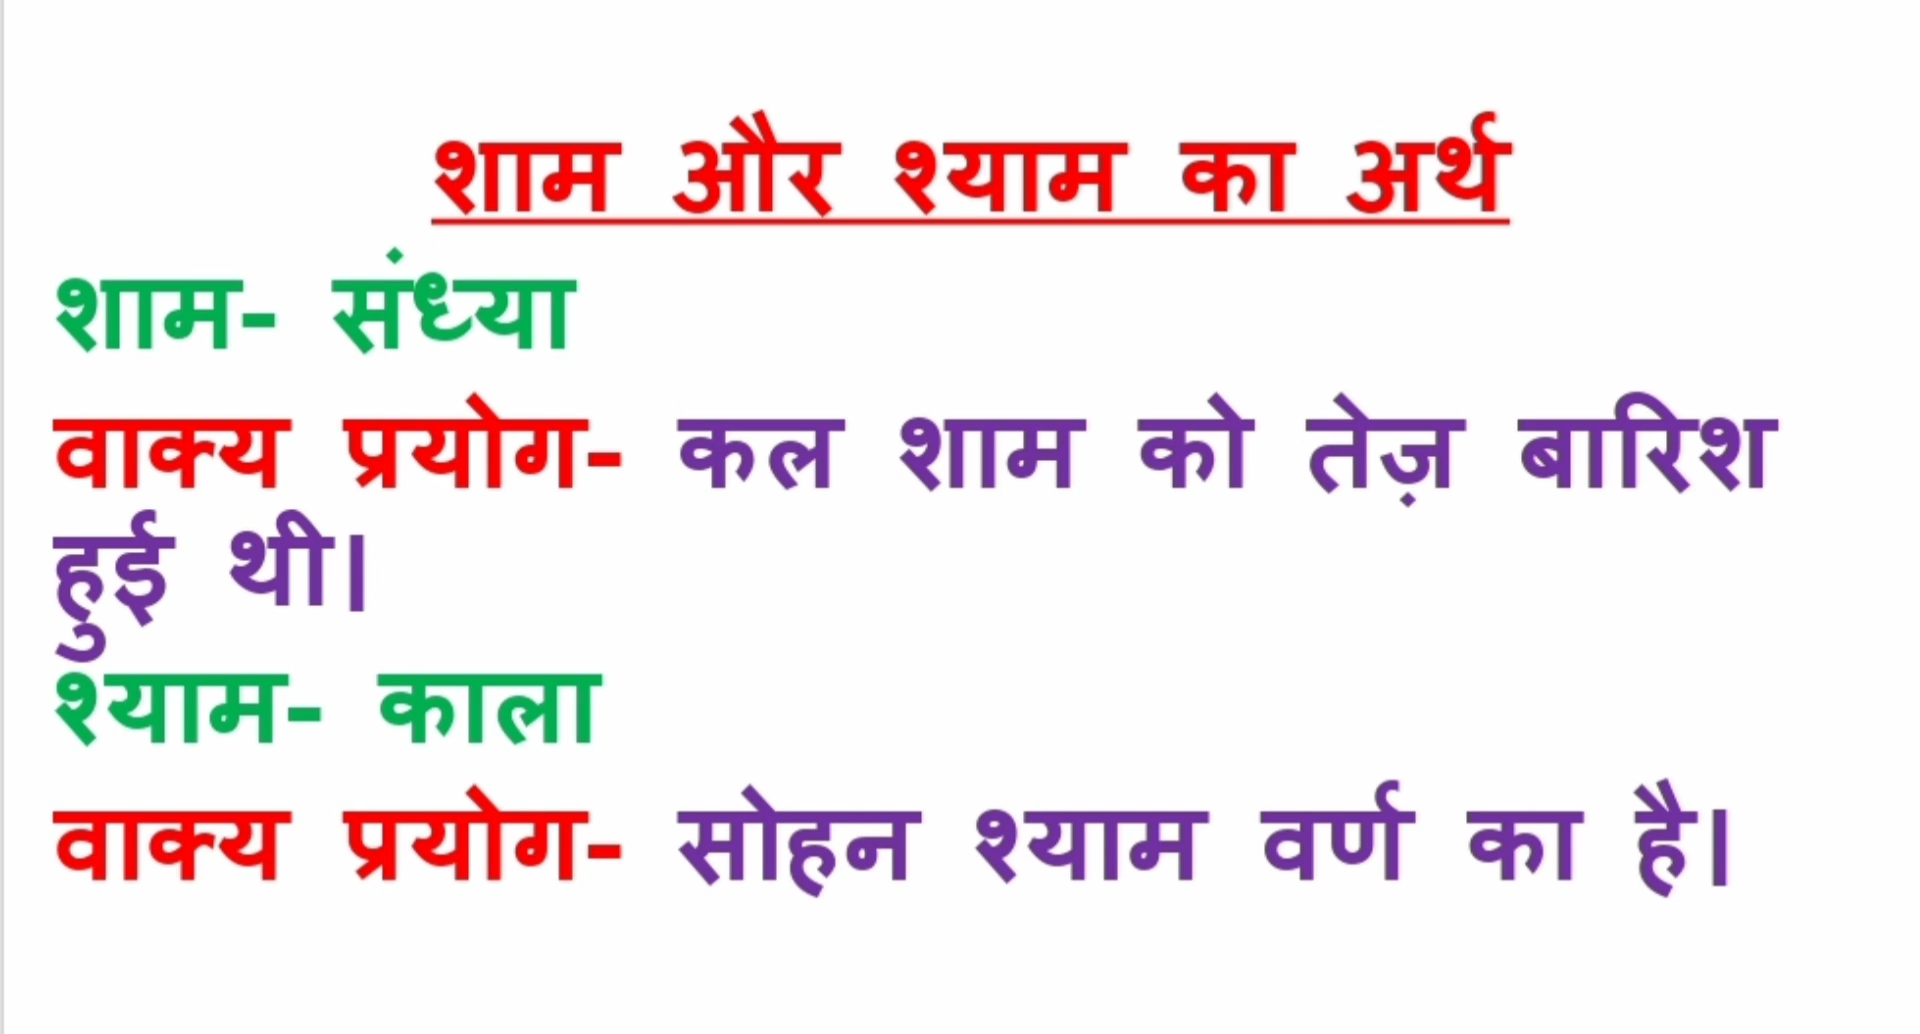 शाम और श्याम का अर्थ
शाम- संध्या
वाक्य प्रयोग- कल शाम को तेज़ बारिश
हुई थी।
श्याम- काला
वाक्य प्रयोग- सोहन श्याम वर्ण का है।